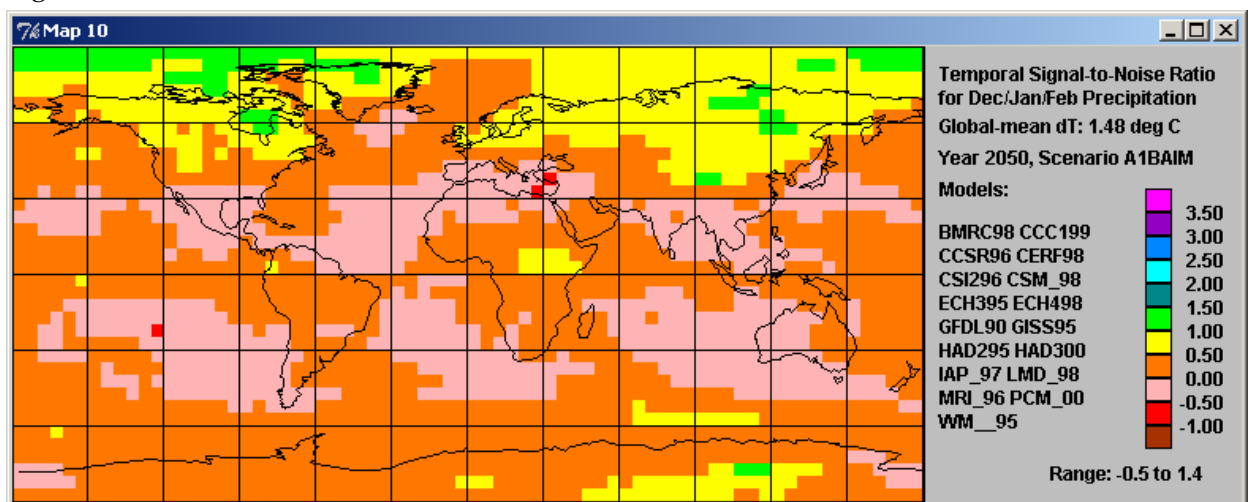 Map 10
Temporal Signal-to-Noise Ratio
for Dec/Jan/Feb Precipitation
Global-mean dT: 1.48 deg C
Year 2050, Scenario A1BAIM
Models:
BMRC98 CCC199
CCSR96 CERF98
CSI296 CSM_98
ECH395 ECH498
GFDL90 GISS95
HAD295 HAD300
IAP_97 LMD_98
MRI_96 PCM_00
WM__95
3.50
3.00
2.50
2.00
1.50
1.00
0.50
0.00
-0.50
-1.00
Range: -0.5 to 1.4